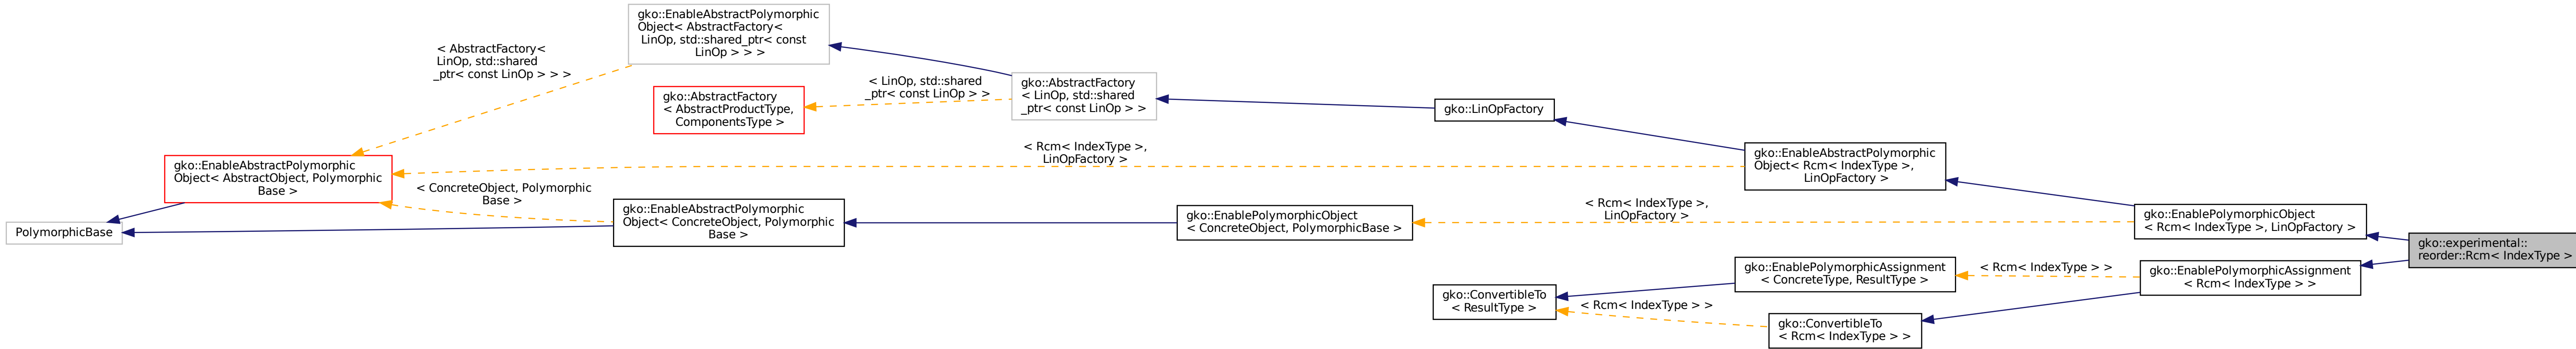 gko::EnableAbstractPolymorphic
Object< AbstractFactory<
LinOp, std::shared_ptr< const
LinOp > > >
< AbstractFactory<
LinOp, std::shared
_ptr< const LinOp > > >
gko::AbstractFactory
< AbstractProductType,
ComponentsType >
< LinOp, std::shared
_ptr< const LinOp > >
gko::AbstractFactory
< LinOp, std::shared
_ptr< const LinOp > >
gko::LinOpFactory
gko::EnableAbstractPolymorphic
Object< AbstractObject, Polymorphic
Base >
< Rcm< IndexType >,
LinOpFactory >
gko::EnableAbstractPolymorphic
Object< Rcm< IndexType >,
LinOpFactory >
< ConcreteObject, Polymorphic
Base >
PolymorphicBase
gko::EnableAbstractPolymorphic
Object< ConcreteObject, Polymorphic
Base >
gko::EnablePolymorphicObject
< ConcreteObject, PolymorphicBase >
< Rcm< IndexType >,
LinOpFactory >
gko::EnablePolymorphicObject
< Rcm< IndexType >, LinOpFactory >
gko::experimental::
reorder::Rcm< IndexType >
gko::EnablePolymorphicAssignment
< ConcreteType, ResultType >
< Rcm< IndexType > >
gko::EnablePolymorphicAssignment
< Rcm< IndexType > >
gko::ConvertibleTo
< ResultType >
< Rcm< IndexType > >
gko::ConvertibleTo
< Rcm< IndexType > >